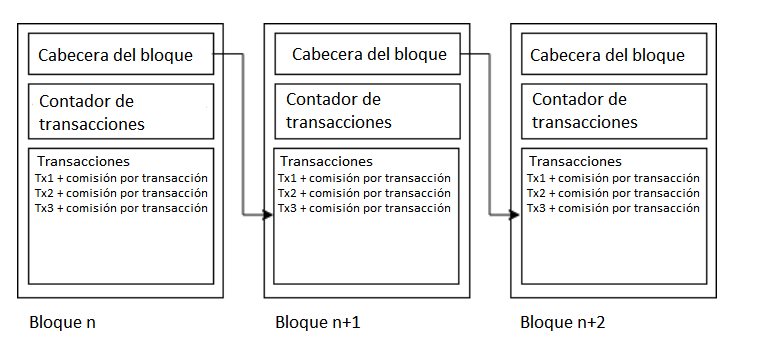 Cabecera del bloque
Contador de
transacciones
Transacciones
Tx1 + comisión por transacción
Tx2 + comisión por transacción
Tx3 + comisión por transacción
Bloque n
Cabecera del bloque
Contador de
transacciones
Transacciones
Tx1 + comisión por transacción
Tx2 + comisión por transacción
Tx3 + comisión por transacción
Bloque n+1
Cabecera del bloque
Contador de
transacciones
Transacciones
Tx1 + comisión por transacción
Tx2 + comisión por transacción
Tx3 + comisión por transacción
Bloque n+2